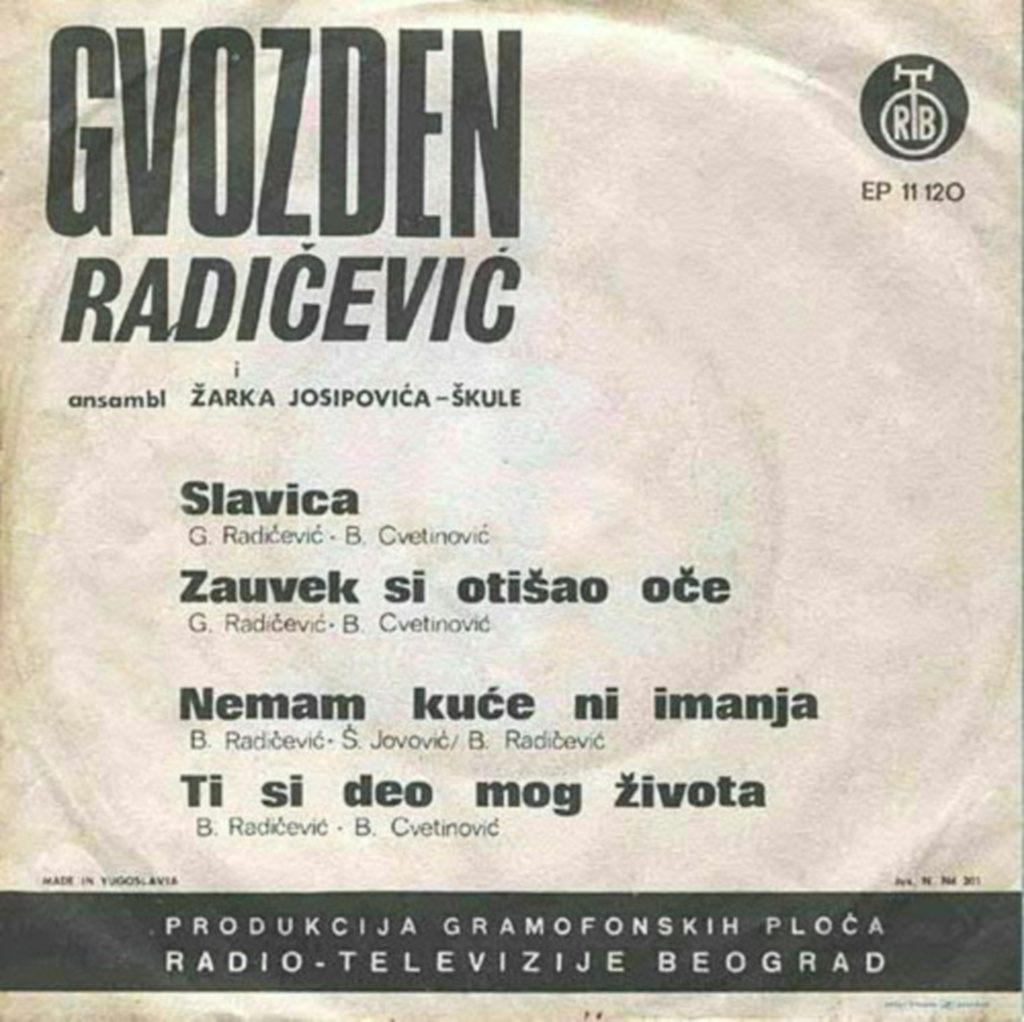 GVOZDEN
RADIČEVIĆ
i
ansambl ŽARKA JOSIPOVIĆA-ŠKULE
RTB
EP 11 120
Slavica
G. Radičević - B. Cvetinović
Zauvek si otišao oče
G. Radičević - B. Cvetinović
Nemam kuće ni imanja
B. Radičević - Š. Jovović / B. Radičević
Ti si deo mog života
B. Radičević - B. Cvetinović
MADE IN YUGOSLAVIA
PRODUKCIJA GRAMOFONSKIH PLOČA
RADIO-TELEVIZIJE BEOGRAD